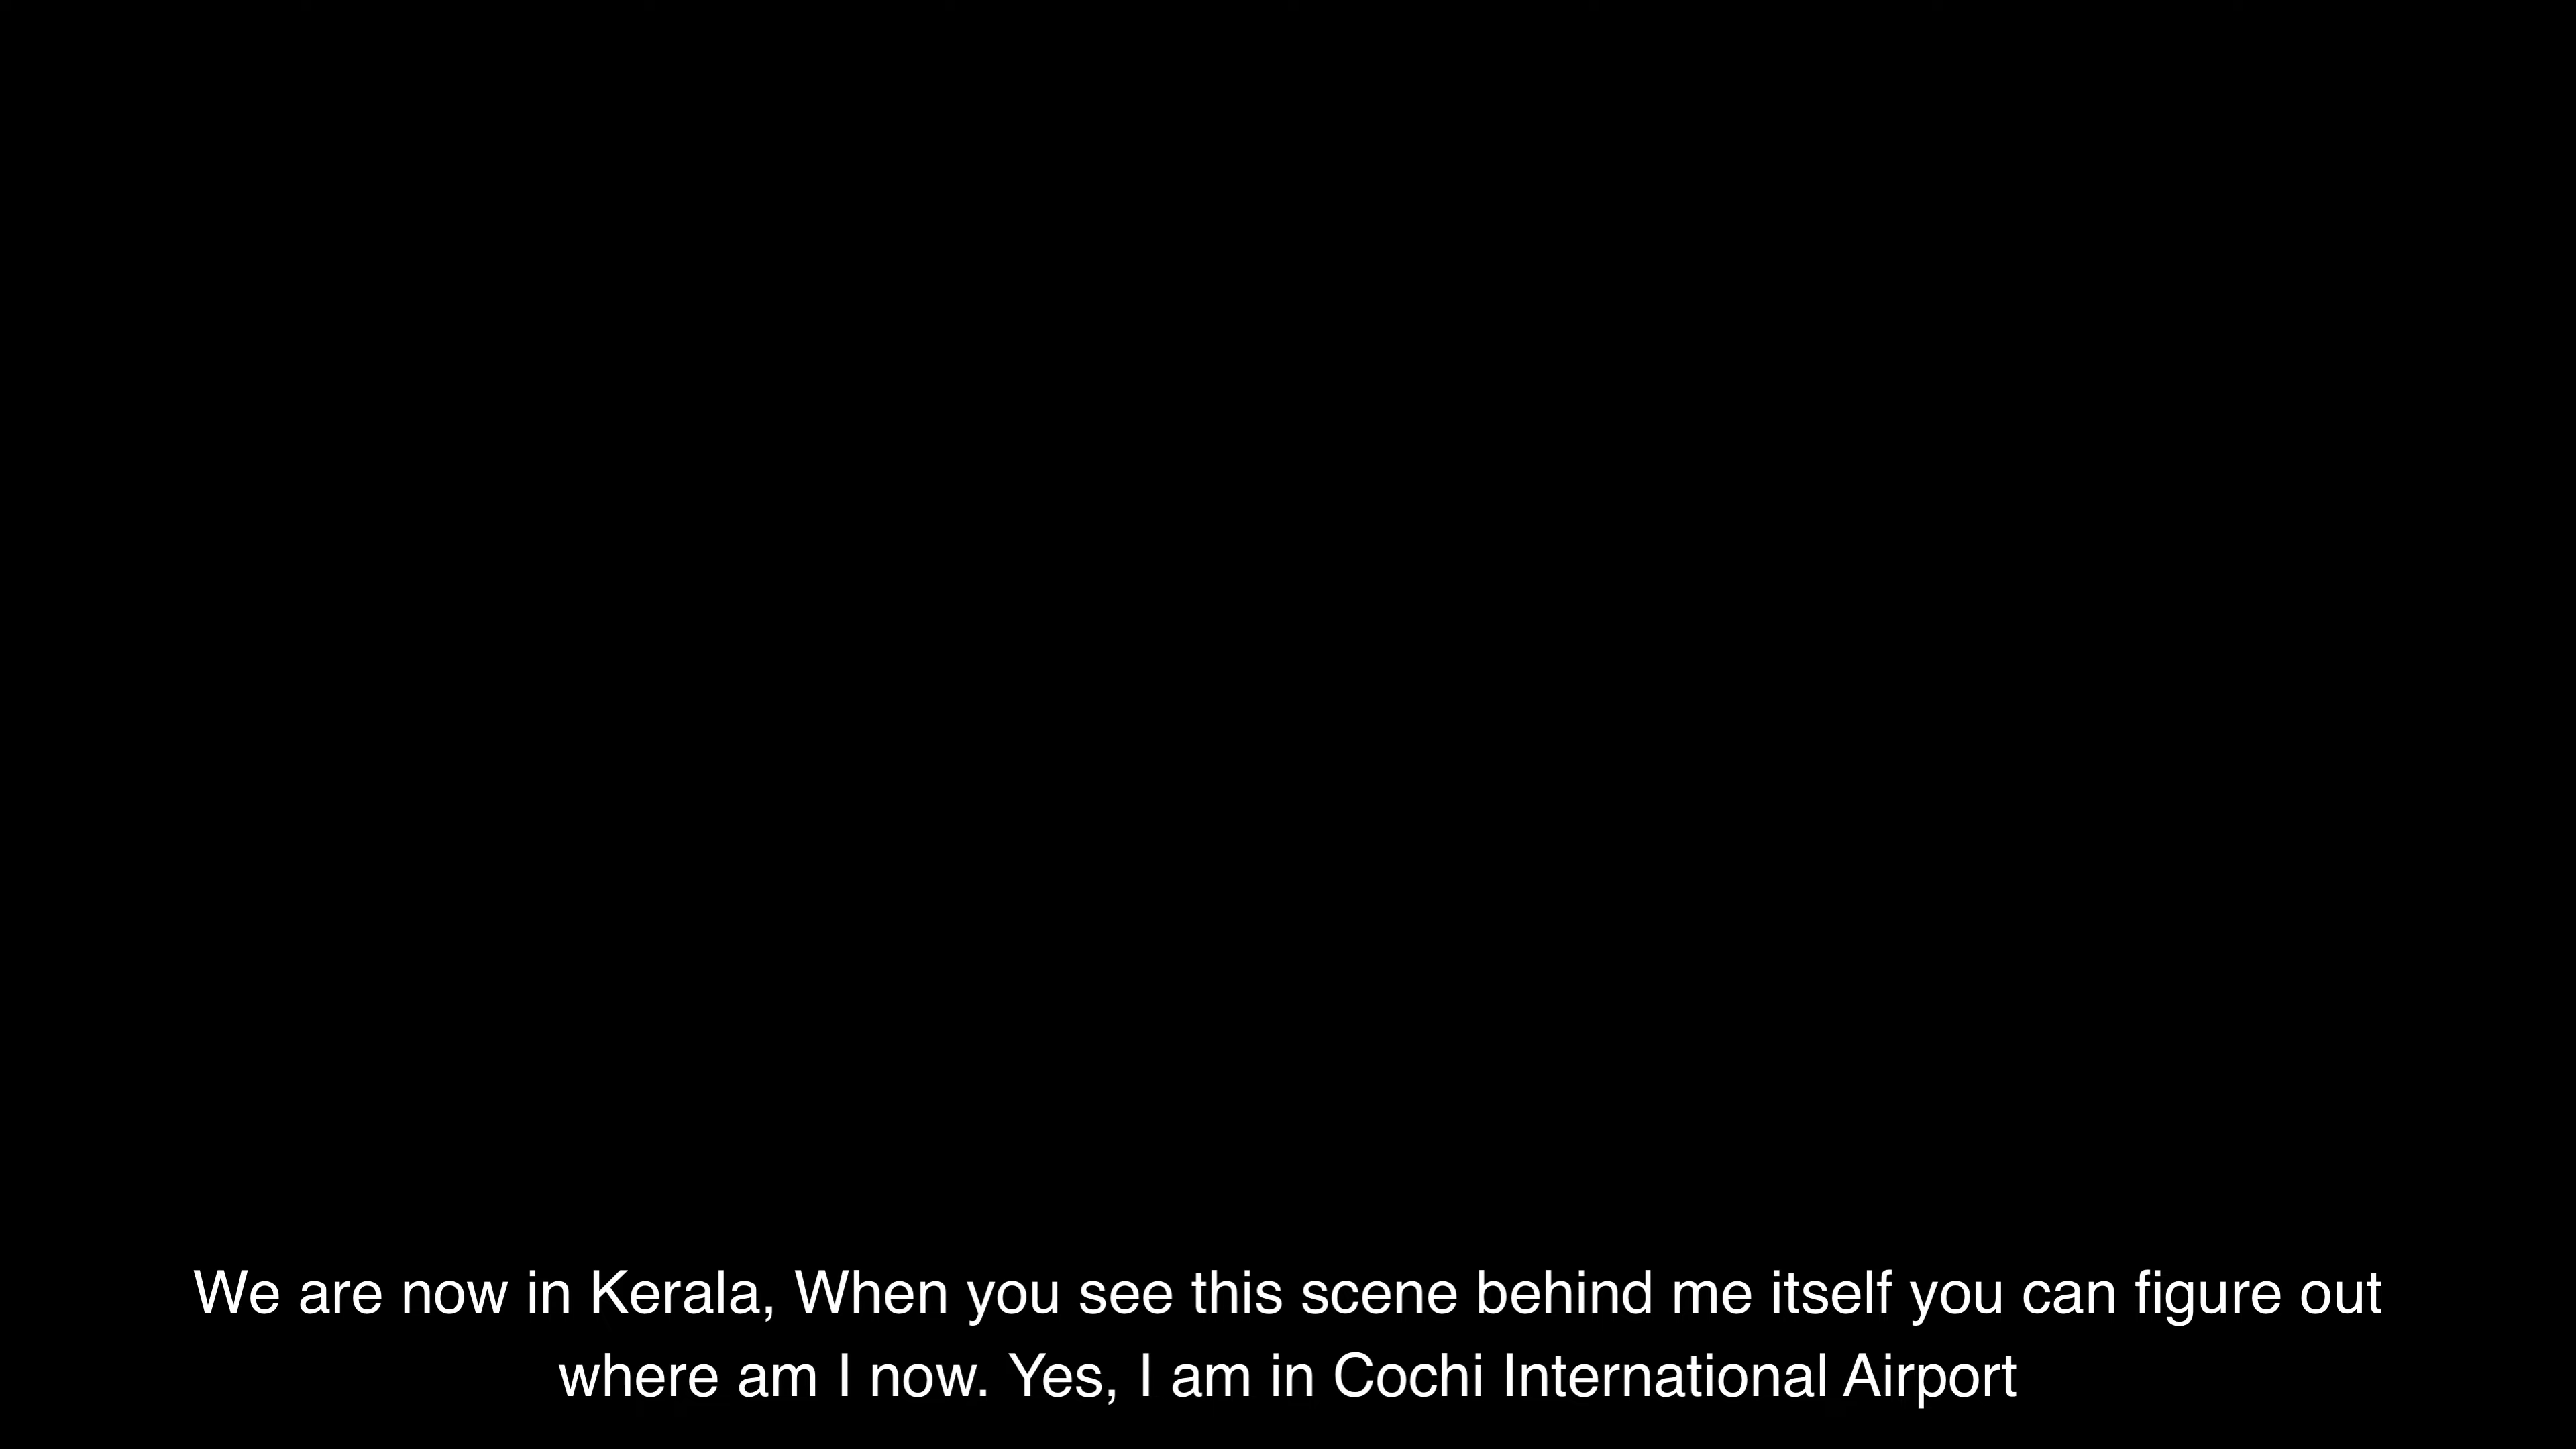 We are now in Kerala, When you see this scene behind me itself you can figure out
where am I now. Yes, I am in Cochi International Airport